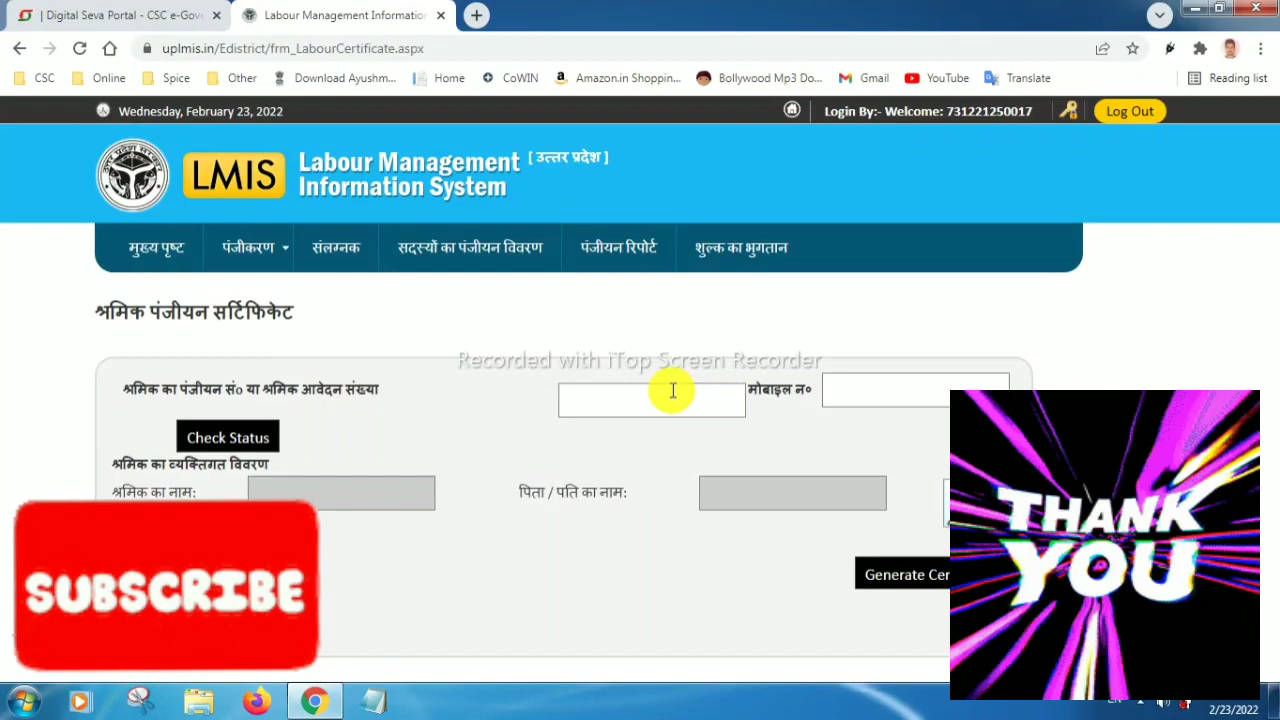 Digital Seva Portal - CSC e-Gov
Labour Management Informatio
uplmis.in/Edistrict/frm_LabourCertificate.aspx
CSC Online Spice Other Download Ayushm... Home CoWIN Amazon.in Shoppin... Bollywood Mp3 Do... Gmail YouTube Translate Reading list
Wednesday, February 23, 2022 Login By:- Welcome: 731221250017 Log Out
LMIS Labour Management [ उत्तर प्रदेश ]
Information System
मुख्य पृष्ट पंजीकरण संलग्नक सदस्यों का पंजीयन विवरण पंजीयन रिपोर्ट शुल्क का भुगतान
श्रमिक पंजीयन सर्टिफिकेट
Recorded with iTop Screen Recorder
श्रमिक का पंजीयन सं० या श्रमिक आवेदन संख्या मोबाइल न०
Check Status
श्रमिक का व्यक्तिगत विवरण
श्रमिक का नाम: पिता / पति का नाम:
THANK
YOU
Generate Cer
SUBSCRIBE
2/23/2022